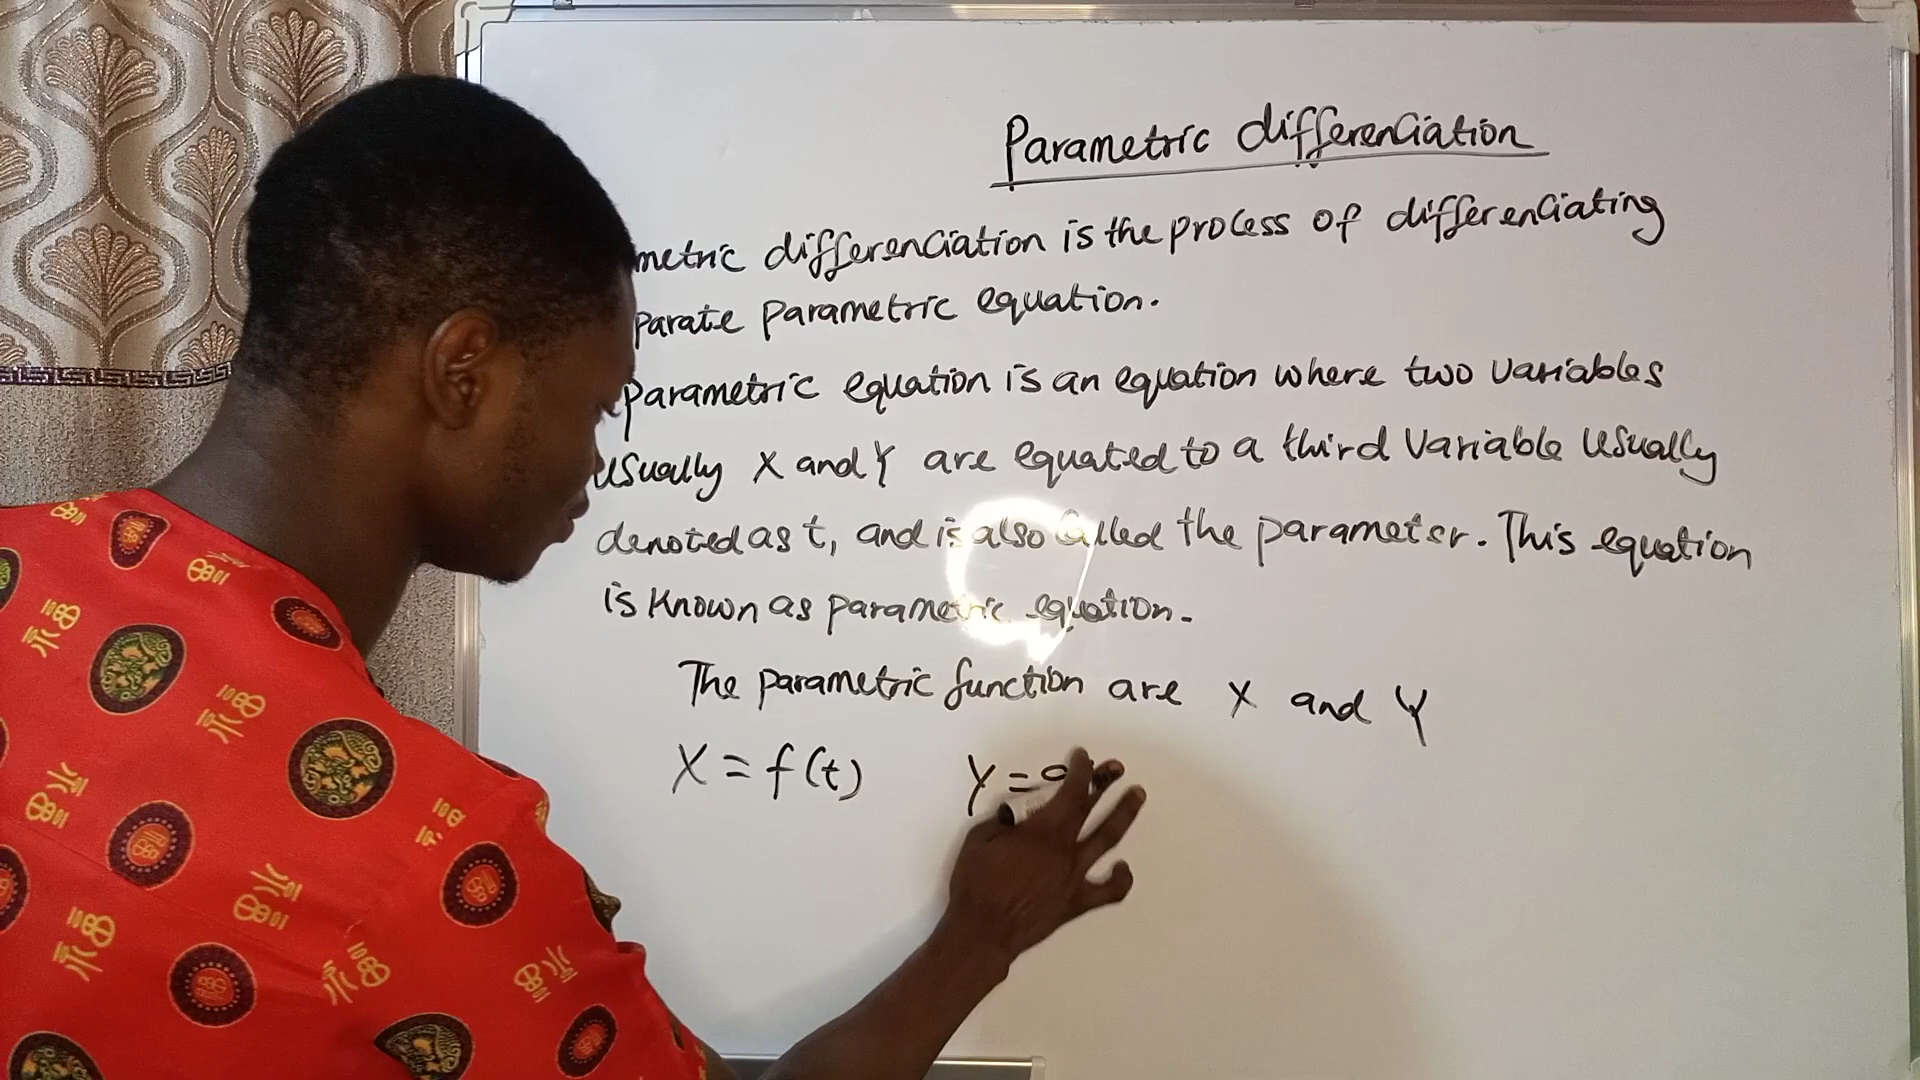 Parametric differenciation
metric differenciation is the process of differenciating
parate parametric equation.
parametric equation is an equation where two variables
usually X and Y are equated to a third variable usually
denoted as t, and is also called the parameter. This equation
is known as parametric equation.
The parametric function are X and Y
X = f(t) Y =